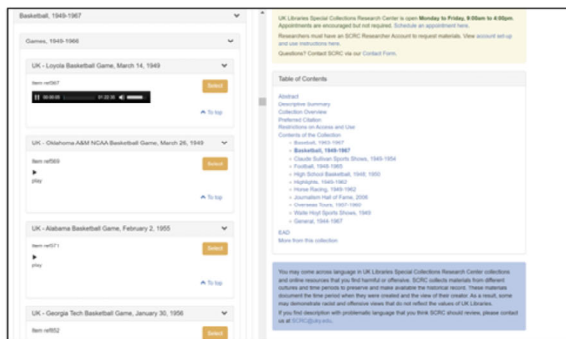 Basketball, 1949-1967
Games, 1949-1966
UK - Loyola Basketball Game, March 14, 1949
Item ref567
Select
00:00:00
01:22:35
To top
UK - Oklahoma A&M NCAA Basketball Game, March 26, 1949
Item ref569
Select
play
To top
UK - Alabama Basketball Game, February 2, 1955
Item ref571
Select
play
To top
UK - Georgia Tech Basketball Game, January 30, 1956
Item ref652
Select
UK Libraries Special Collections Research Center is open Monday to Friday, 9:00am to 4:00pm.
Appointments are encouraged but not required. Schedule an appointment here.
Researchers must have an SCRC Researcher Account to request materials. View account set-up
and use instructions here.
Questions? Contact SCRC via our Contact Form.
Table of Contents
Abstract
Descriptive Summary
Collection Overview
Preferred Citation
Restrictions on Access and Use
Contents of the Collection
Baseball, 1963-1967
Basketball, 1949-1967
Claude Sullivan Sports Shows, 1949-1954
Football, 1948-1965
High School Basketball, 1948, 1950
Highlights, 1949-1962
Horse Racing, 1949-1962
Journalism Hall of Fame, 2006
Overseas Tours, 1957-1960
Waite Hoyt Sports Shows, 1949
General, 1944-1967
EAD
More from this collection
You may come across language in UK Libraries Special Collections Research Center collections
and online resources that you find harmful or offensive. SCRC collects materials from different
cultures and time periods to preserve and make available the historical record. These materials
document the time period when they were created and the view of their creator. As a result, some
may demonstrate racist and offensive views that do not reflect the values of UK Libraries.
If you find description with problematic language that you think SCRC should review, please contact
us at SCRC@uky.edu.